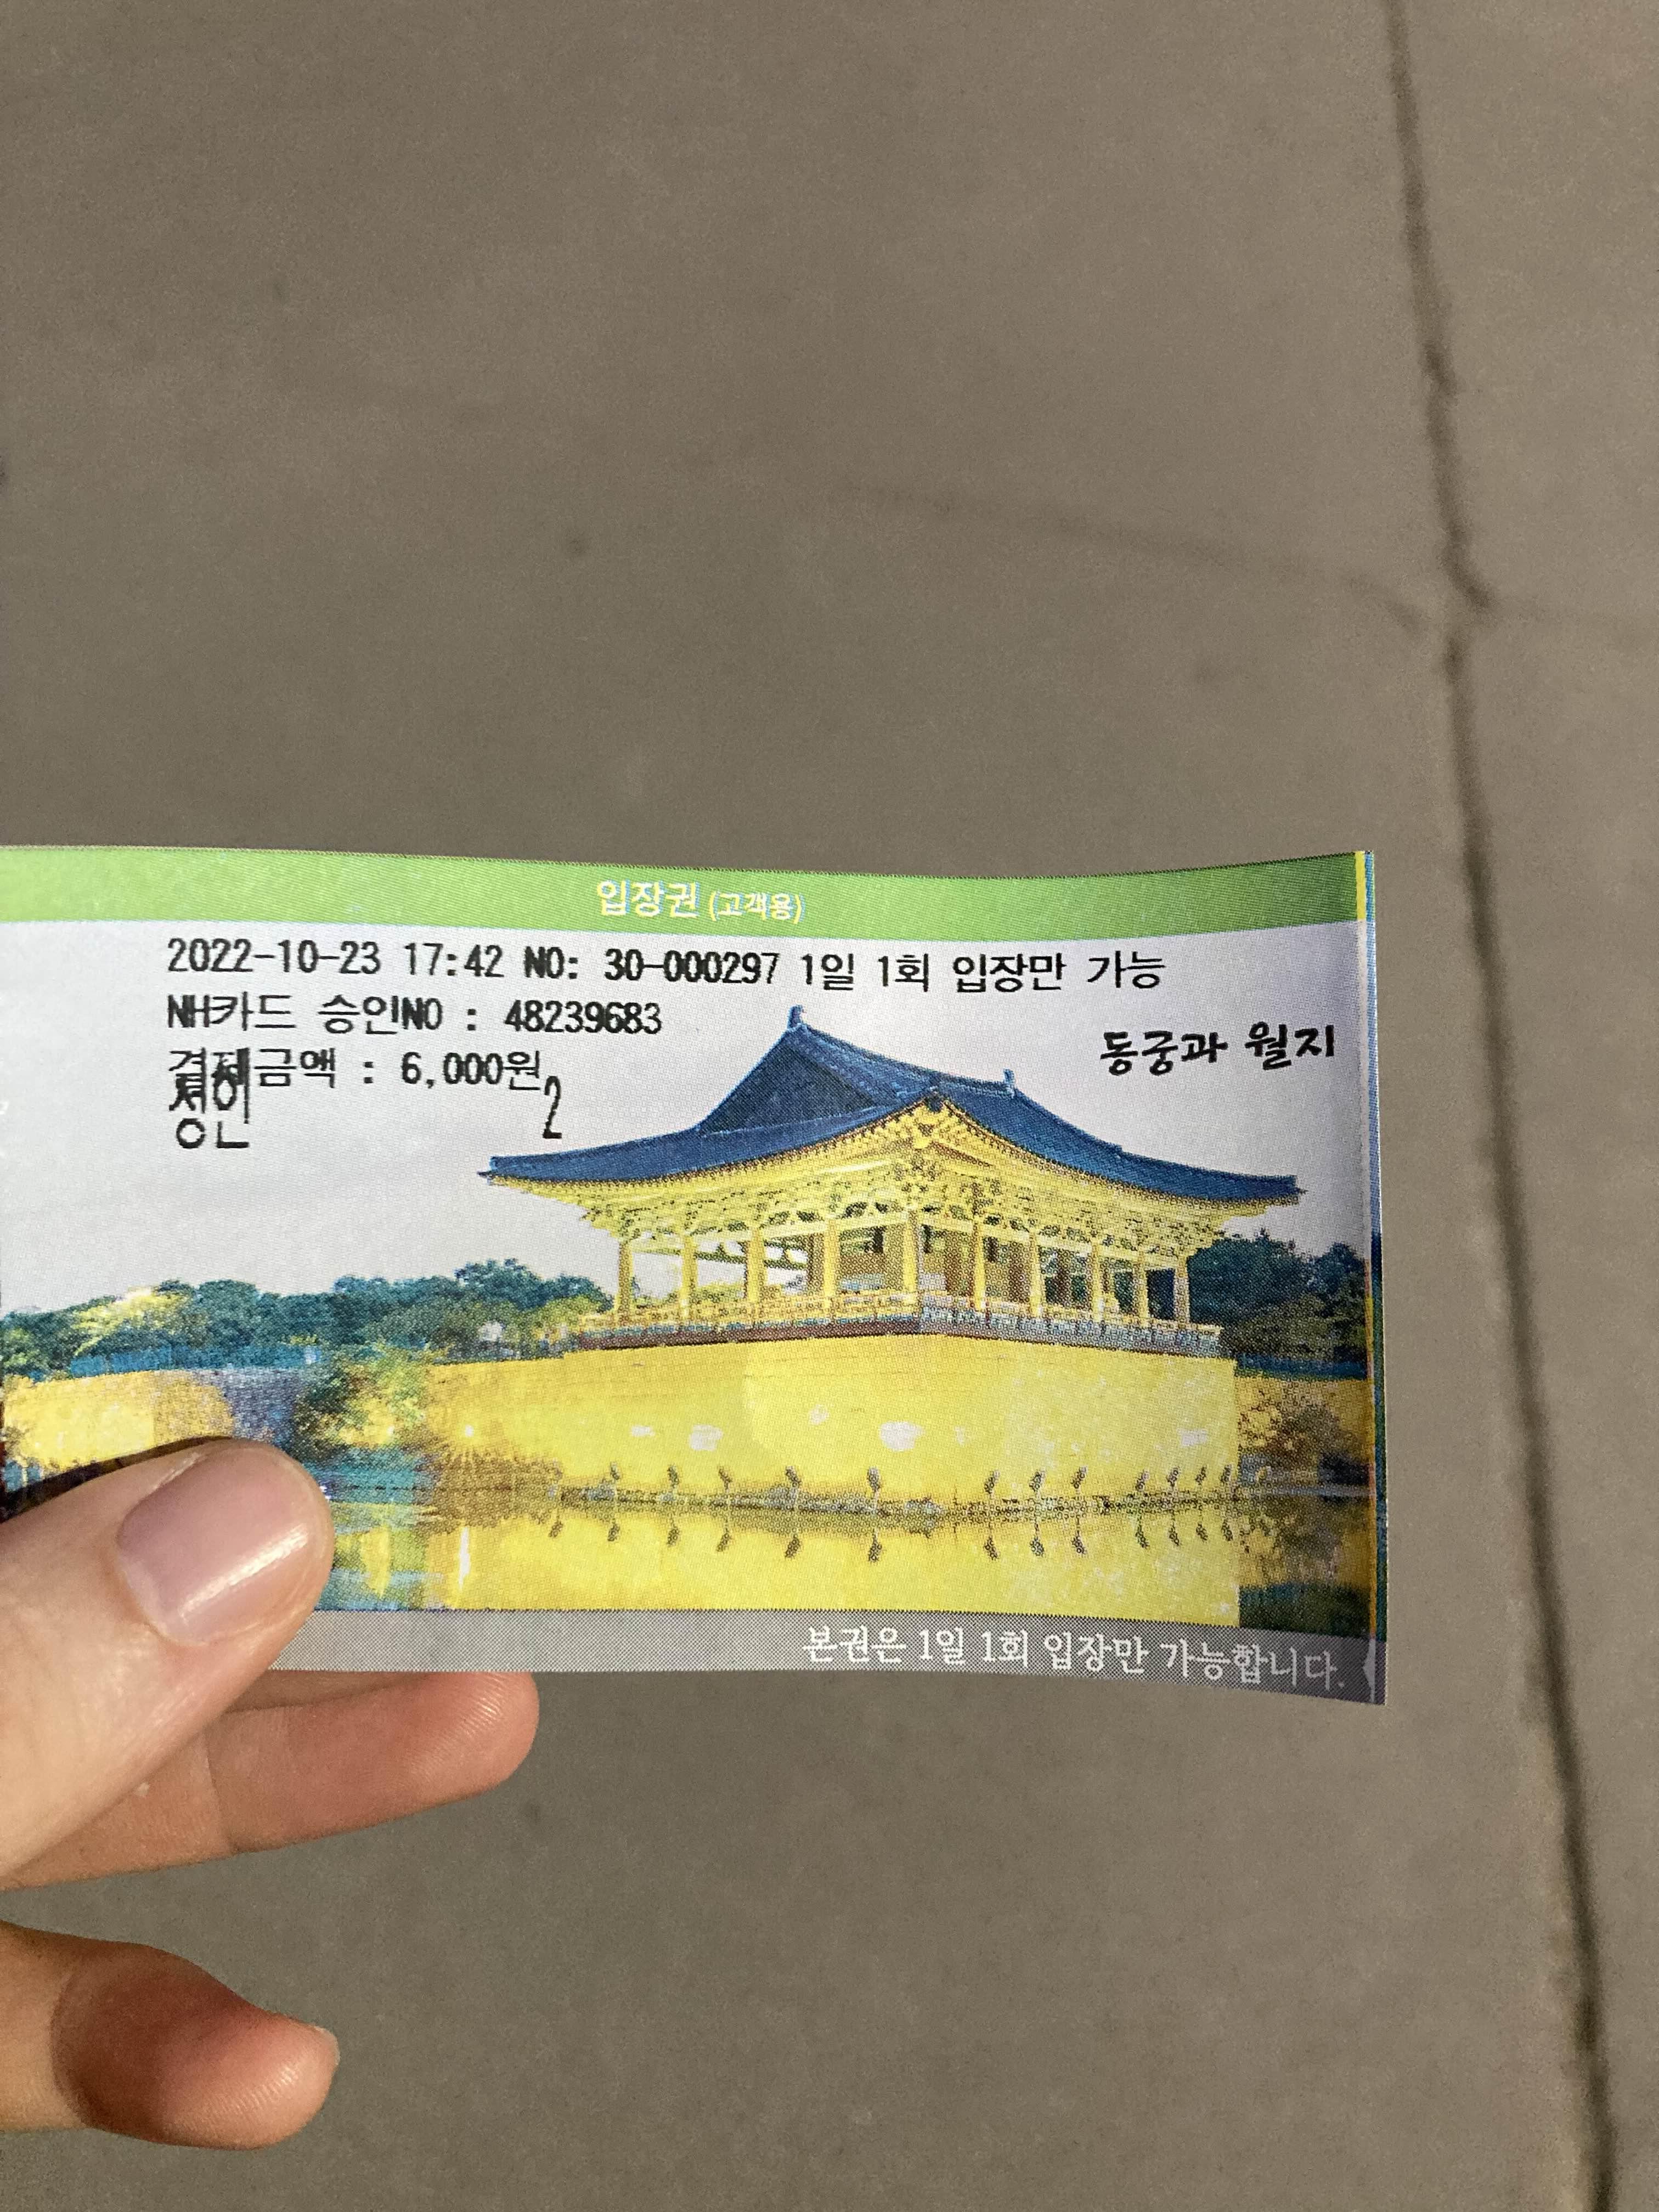 입장권 (고객용)
2022-10-23 17:42 NO: 30-000297 1일 1회 입장만 가능
NH카드 승인NO : 48239683
동궁과 월지
결제금액 : 6,000원
성인 2
본권은 1일 1회 입장만 가능합니다.